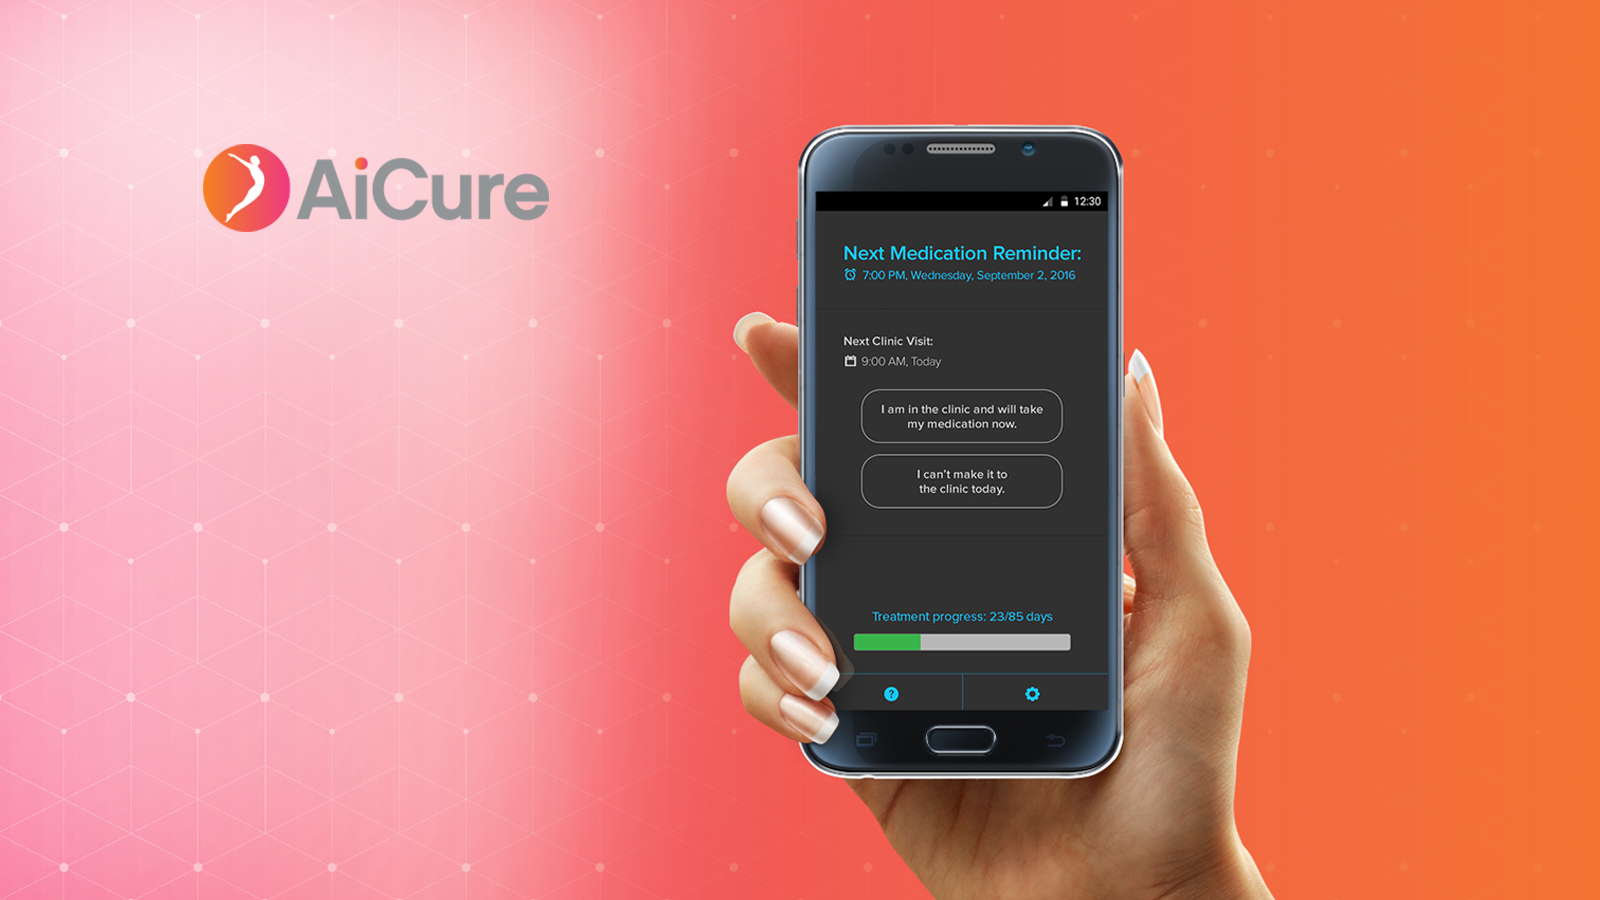 AiCure
12:30
Next Medication Reminder:
7:00 PM, Wednesday, September 2, 2016
Next Clinic Visit:
9:00 AM, Today
I am in the clinic and will take
my medication now.
I can't make it to
the clinic today.
Treatment progress: 23/85 days
?